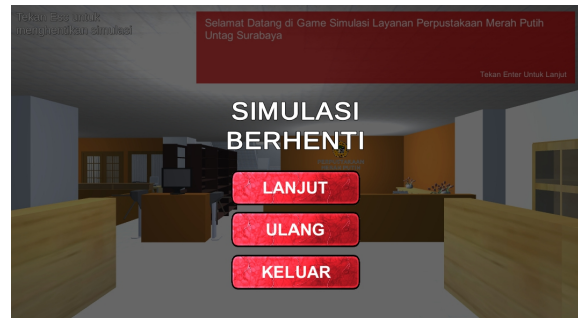 Tekan Esc untuk
menghentikan simulasi
Selamat Datang di Game Simulasi Layanan Perpustakaan Merah Putih
Untag Surabaya
Tekan Enter Untuk Lanjut
SIMULASI
BERHENTI
LANJUT
ULANG
KELUAR